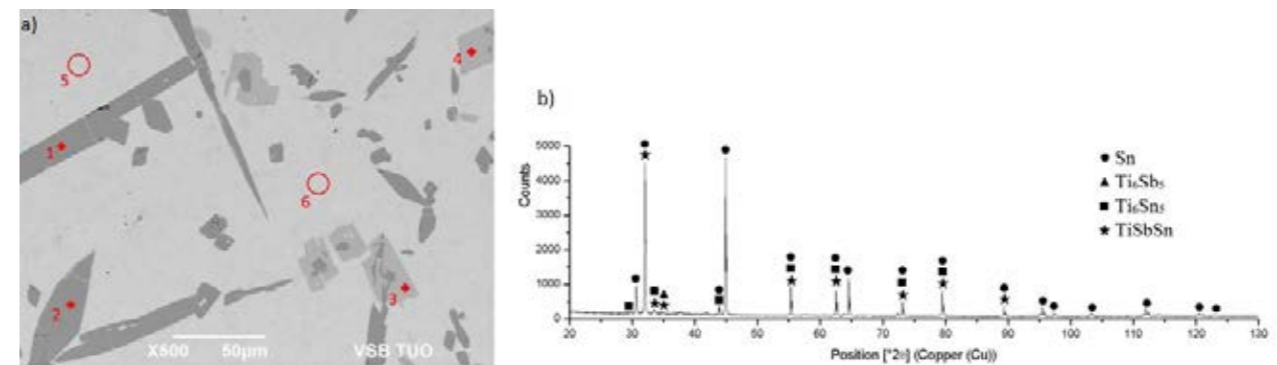 a)
5
4
1
6
2
3
X500 50µm VSB TUO
b)
Counts
5000
4000
3000
2000
1000
0
20 30 40 50 60 70 80 90 100 110 120 130
Position [°2θ] (Copper (Cu))
Sn
Ti₆Sb₅
Ti₆Sn₅
TiSbSn